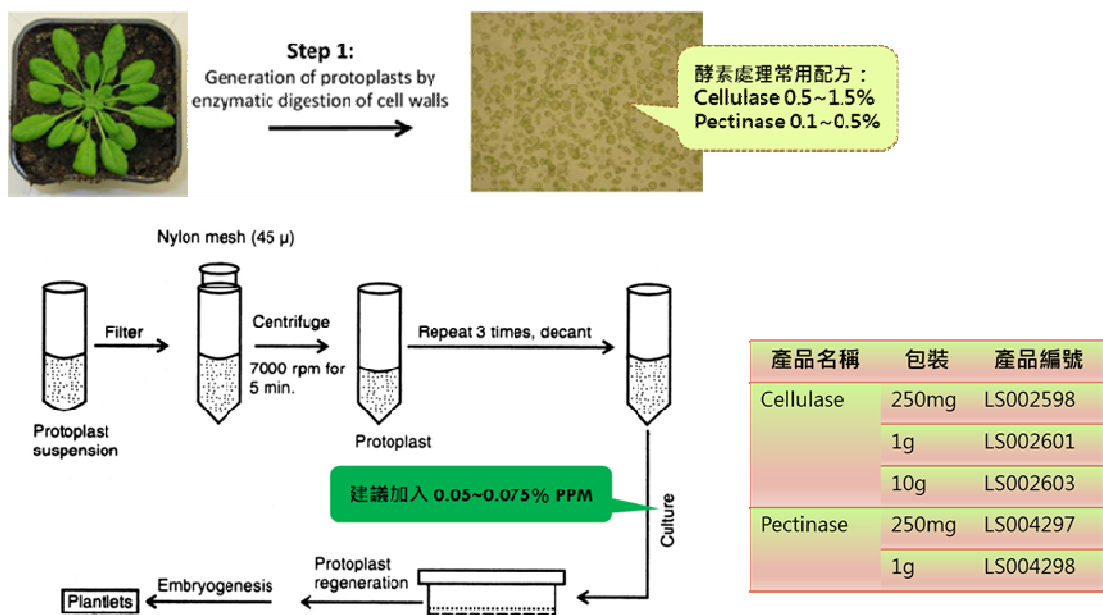 Step 1:
Generation of protoplasts by
enzymatic digestion of cell walls
酵素處理常用配方：
Cellulase 0.5~1.5%
Pectinase 0.1~0.5%
Nylon mesh (45 μ)
Filter
Centrifuge
7000 rpm for
5 min.
Repeat 3 times, decant
Protoplast
suspension
Protoplast
建議加入 0.05~0.075% PPM
Culture
Protoplast
regeneration
Embryogenesis
Plantlets
產品名稱 包裝 產品編號
Cellulase 250mg LS002598
1g LS002601
10g LS002603
Pectinase 250mg LS004297
1g LS004298